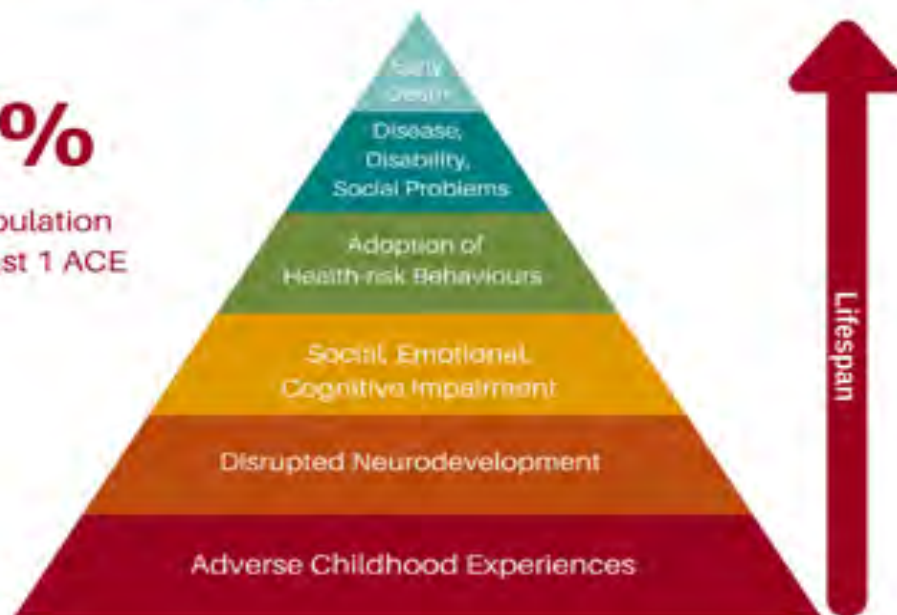 %
pulation
st 1 ACE
Early
Death
Disease,
Disability,
Social Problems
Adoption of
Health-risk Behaviours
Social, Emotional,
Cognitive Impairment
Disrupted Neurodevelopment
Adverse Childhood Experiences
Lifespan